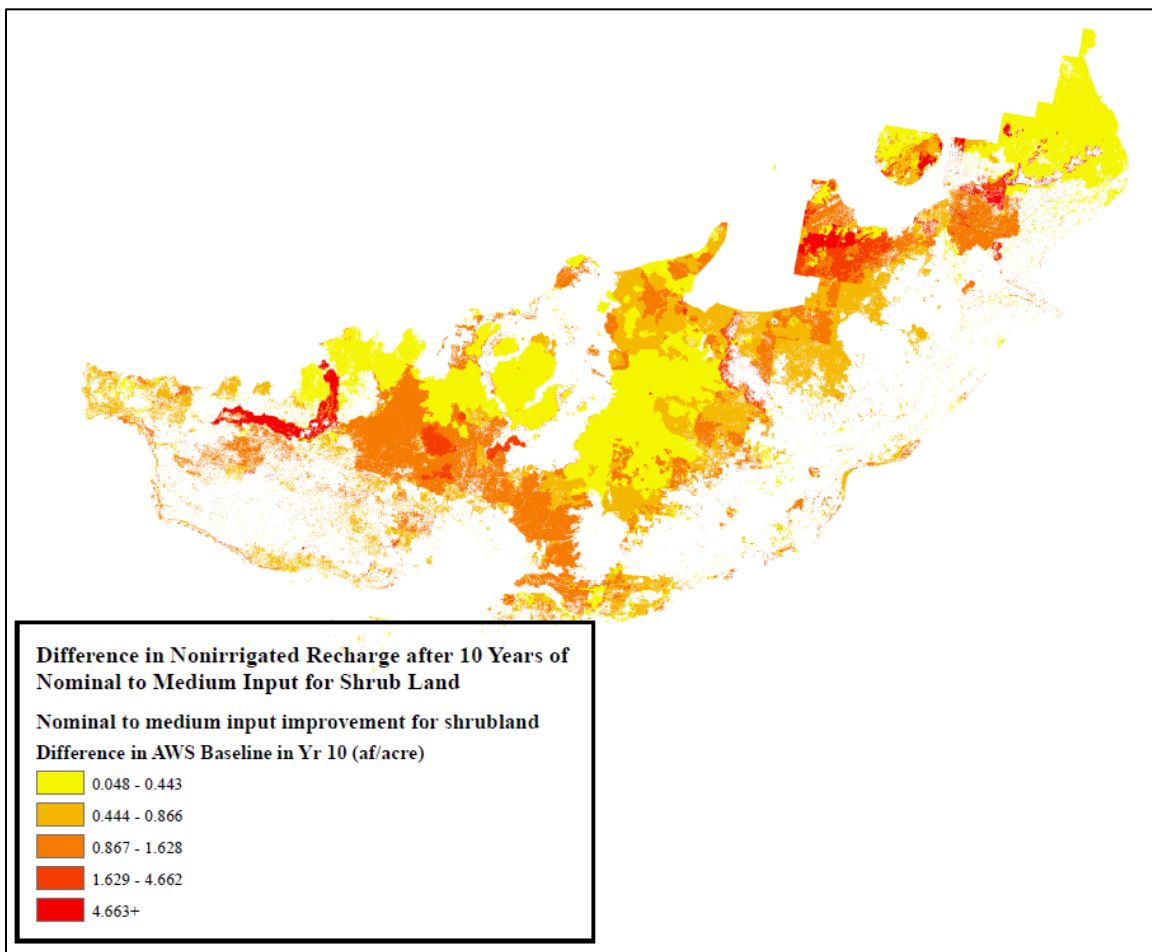 Difference in Nonirrigated Recharge after 10 Years of
Nominal to Medium Input for Shrub Land
Nominal to medium input improvement for shrubland
Difference in AWS Baseline in Yr 10 (af/acre)
0.048 - 0.443
0.444 - 0.866
0.867 - 1.628
1.629 - 4.662
4.663+